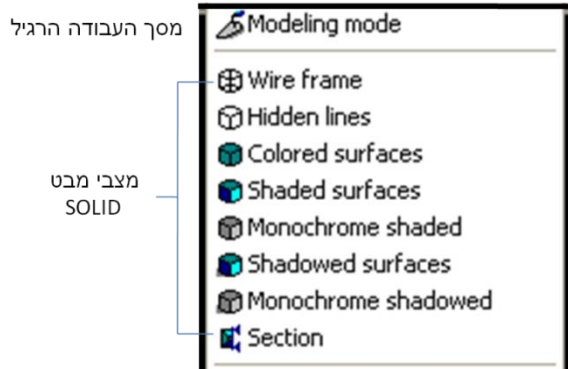 מסך העבודה הרגיל
Modeling mode
Wire frame
Hidden lines
Colored surfaces
Shaded surfaces
מצבי מבט
SOLID
Monochrome shaded
Shadowed surfaces
Monochrome shadowed
Section